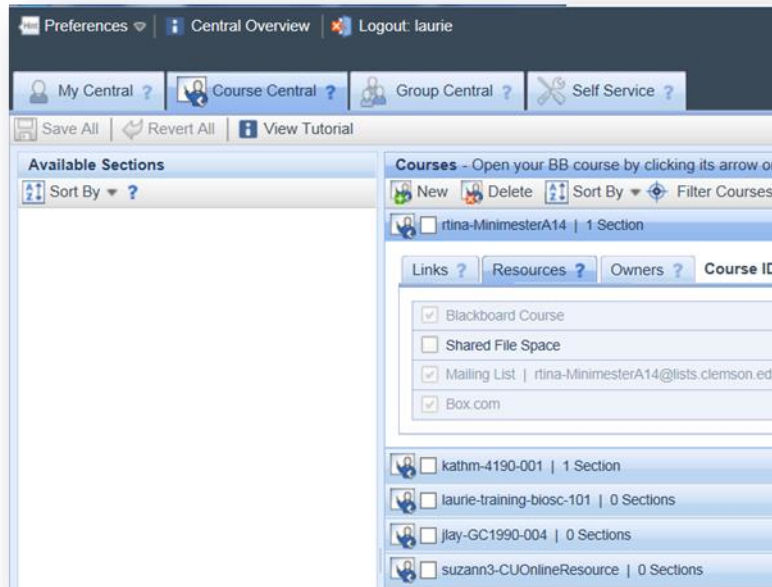 Preferences
Central Overview
Logout: laurie
My Central ?
Course Central ?
Group Central ?
Self Service ?
Save All
Revert All
View Tutorial
Available Sections
Sort By ?
Courses - Open your BB course by clicking its arrow o
New
Delete
Sort By
Filter Courses
rtina-MinimesterA14 | 1 Section
Links ?
Resources ?
Owners ?
Course ID
Blackboard Course
Shared File Space
Mailing List | rtina-MinimesterA14@lists.clemson.ed
Box.com
kathm-4190-001 | 1 Section
laurie-training-biosc-101 | 0 Sections
jlay-GC1990-004 | 0 Sections
suzann3-CUOnlineResource | 0 Sections